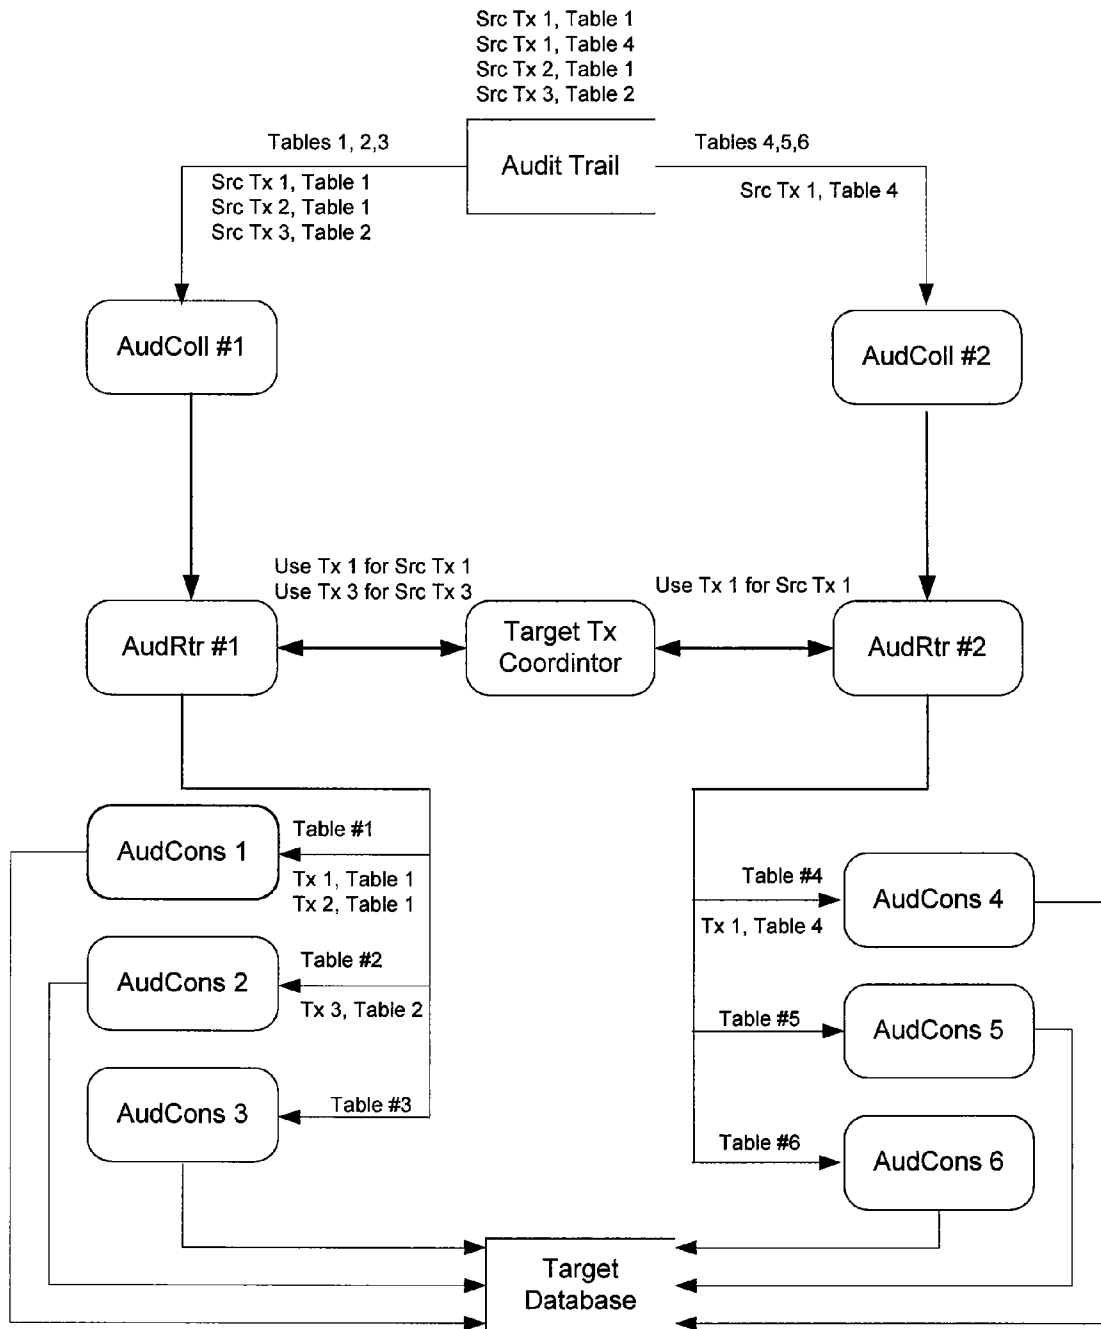 Src Tx 1, Table 1
Src Tx 1, Table 4
Src Tx 2, Table 1
Src Tx 3, Table 2
Tables 1, 2,3
Audit Trail
Tables 4,5,6
Src Tx 1, Table 1
Src Tx 2, Table 1
Src Tx 3, Table 2
Src Tx 1, Table 4
AudColl #1
AudColl #2
Use Tx 1 for Src Tx 1
Use Tx 3 for Src Tx 3
Use Tx 1 for Src Tx 1
AudRtr #1
Target Tx
Coordintor
AudRtr #2
AudCons 1
Table #1
Tx 1, Table 1
Tx 2, Table 1
AudCons 2
Table #2
Tx 3, Table 2
AudCons 3
Table #3
Table #4
Tx 1, Table 4
AudCons 4
Table #5
AudCons 5
Table #6
AudCons 6
Target
Database